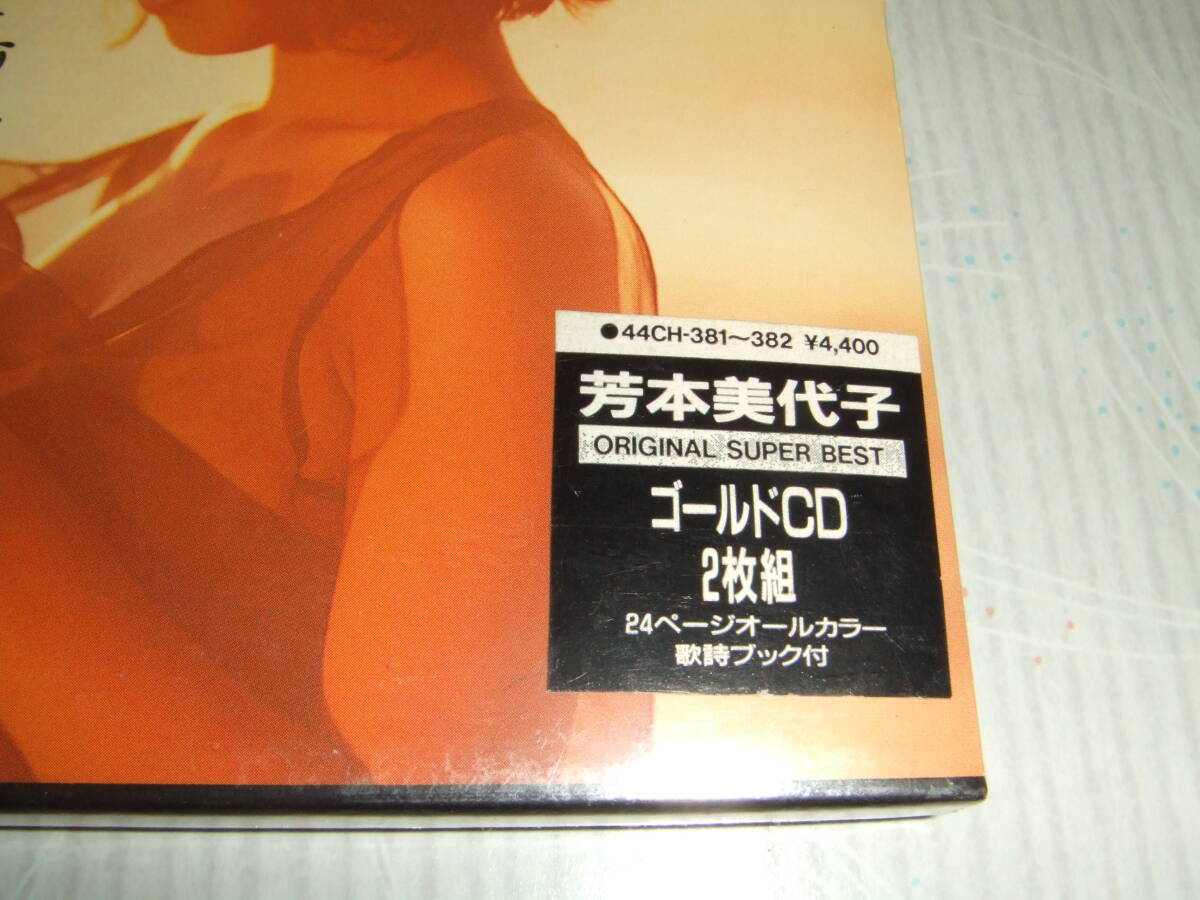 ●44CH-381〜382 ¥4,400
芳本美代子
ORIGINAL SUPER BEST
ゴールドCD
2枚組
24ページオールカラー
歌詩ブック付